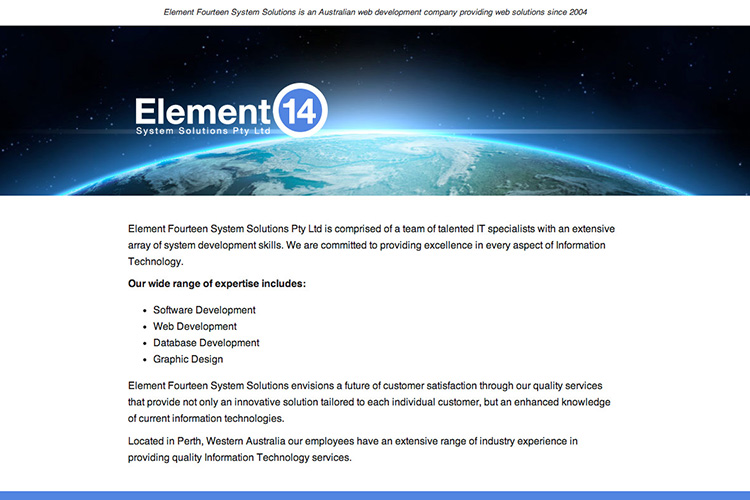 Element Fourteen System Solutions is an Australian web development company providing web solutions since 2004
Element 14
System Solutions Pty Ltd
Element Fourteen System Solutions Pty Ltd is comprised of a team of talented IT specialists with an extensive
array of system development skills. We are committed to providing excellence in every aspect of Information
Technology.
Our wide range of expertise includes:
• Software Development
• Web Development
• Database Development
• Graphic Design
Element Fourteen System Solutions envisions a future of customer satisfaction through our quality services
that provide not only an innovative solution tailored to each individual customer, but an enhanced knowledge
of current information technologies.
Located in Perth, Western Australia our employees have an extensive range of industry experience in
providing quality Information Technology services.